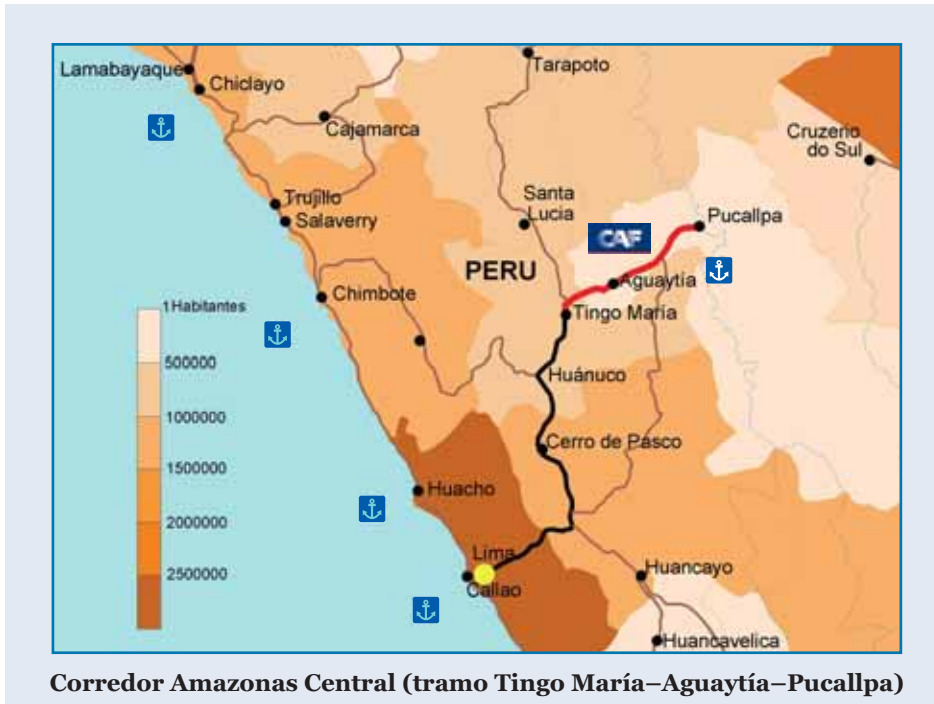 Lamabayaque
Chiclayo
Cajamarca
Tarapoto
Cruzerio
do Sul
Trujillo
Salaverry
Santa
Lucia
Pucallpa
CAF
PERU
Aguaytía
Chimbote
Tingo María
1Habitantes
500000
1000000
1500000
2000000
2500000
Huánuco
Cerro de Pasco
Huacho
Lima
Callao
Huancayo
Huancavelica
Corredor Amazonas Central (tramo Tingo María–Aguaytía–Pucallpa)